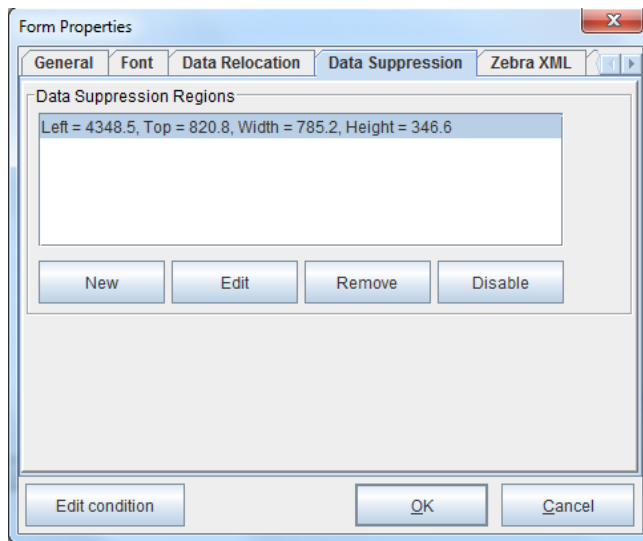 Form Properties
General Font Data Relocation Data Suppression Zebra XML
Data Suppression Regions
Left = 4348.5, Top = 820.8, Width = 785.2, Height = 346.6
New Edit Remove Disable
Edit condition OK Cancel